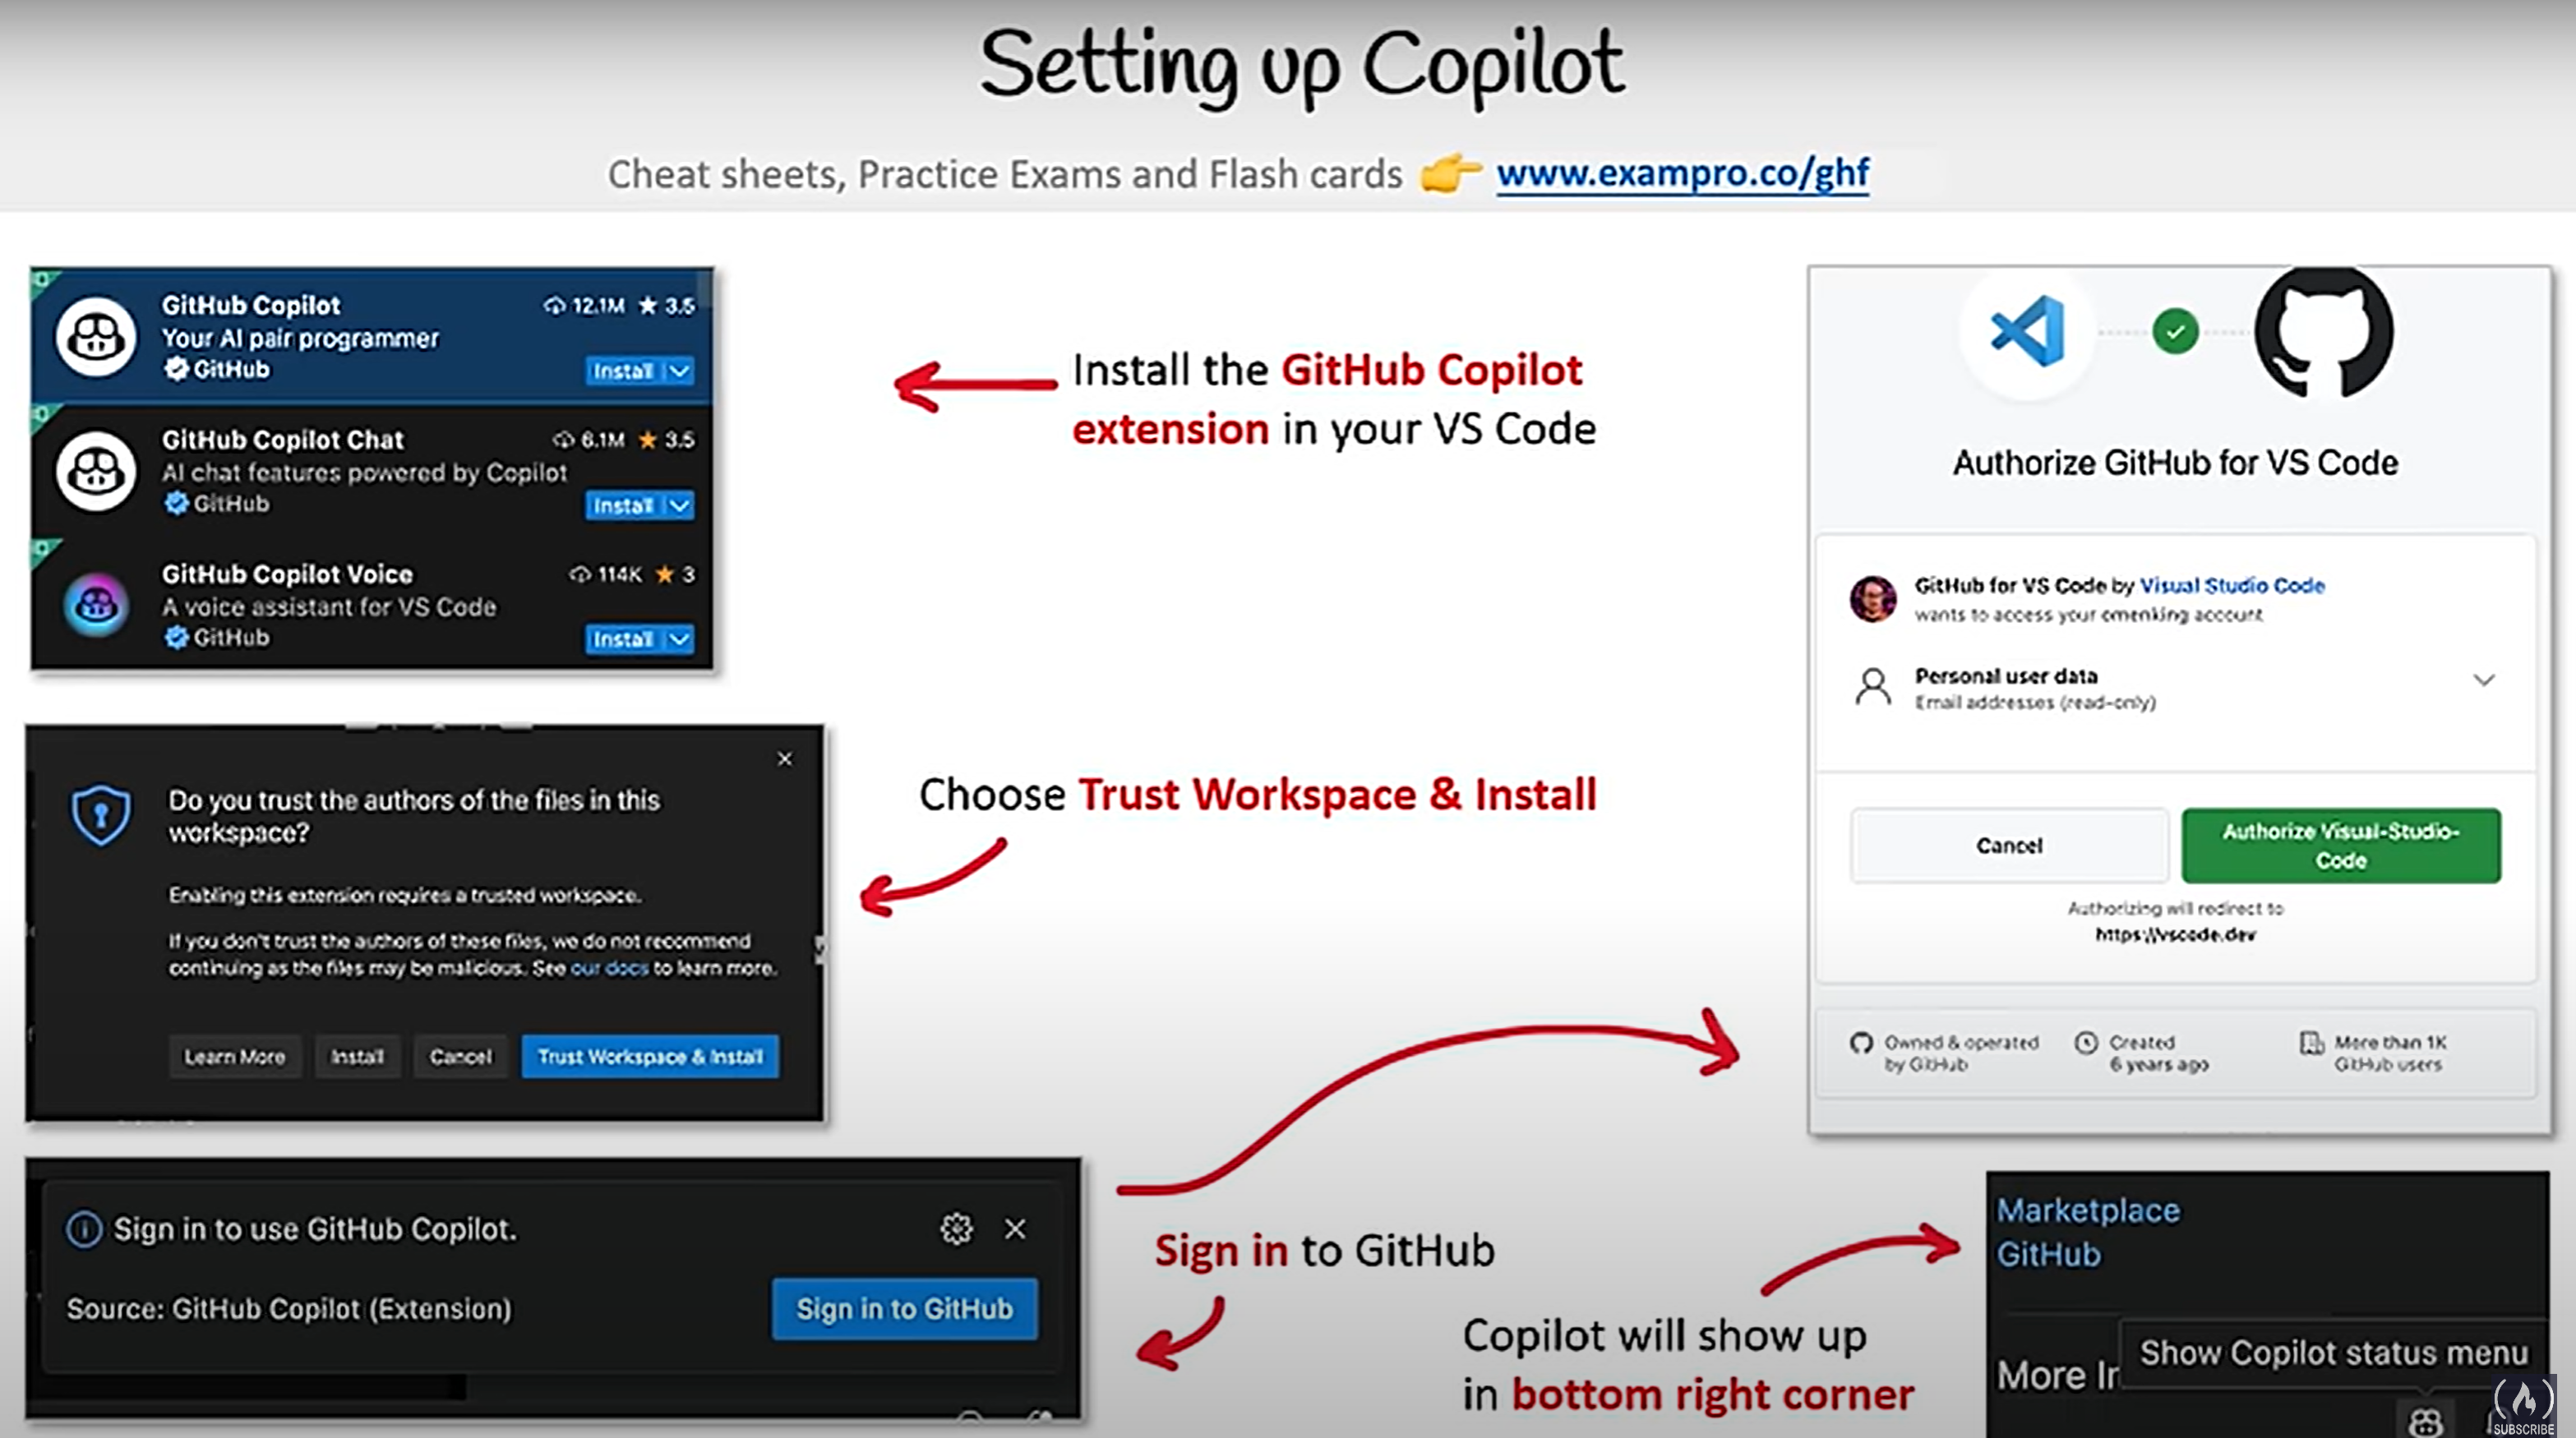 Setting up Copilot
Cheat sheets, Practice Exams and Flash cards 👉 www.exampro.co/ghf
GitHub Copilot 12.1M ★ 3.5
Your AI pair programmer
GitHub Install
GitHub Copilot Chat 6.1M ★ 3.5
AI chat features powered by Copilot
GitHub Install
GitHub Copilot Voice 114K ★ 3
A voice assistant for VS Code
GitHub Install
Install the GitHub Copilot
extension in your VS Code
Do you trust the authors of the files in this
workspace?
Enabling this extension requires a trusted workspace.
If you don't trust the authors of these files, we do not recommend
continuing as the files may be malicious. See our docs to learn more.
Learn More Install Cancel Trust Workspace & Install
Choose Trust Workspace & Install
Sign in to use GitHub Copilot.
Source: GitHub Copilot (Extension) Sign in to GitHub
Sign in to GitHub
Authorize GitHub for VS Code
GitHub for VS Code by Visual Studio Code
wants to access your omenking account
Personal user data
Email addresses (read-only)
Cancel
Authorize Visual-Studio-
Code
Authorizing will redirect to
https://vscode.dev
Owned & operated
by GitHub
Created
6 years ago
More than 1K
GitHub users
Copilot will show up
in bottom right corner
Marketplace
GitHub
Show Copilot status menu
More
SUBSCRIBE